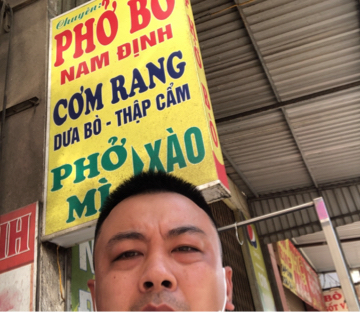 Chuyên:
PHỞ BÒ
NAM ĐỊNH
CƠM RANG
DƯA BÒ - THẬP CẨM
PHỞ XÀO
MÌ